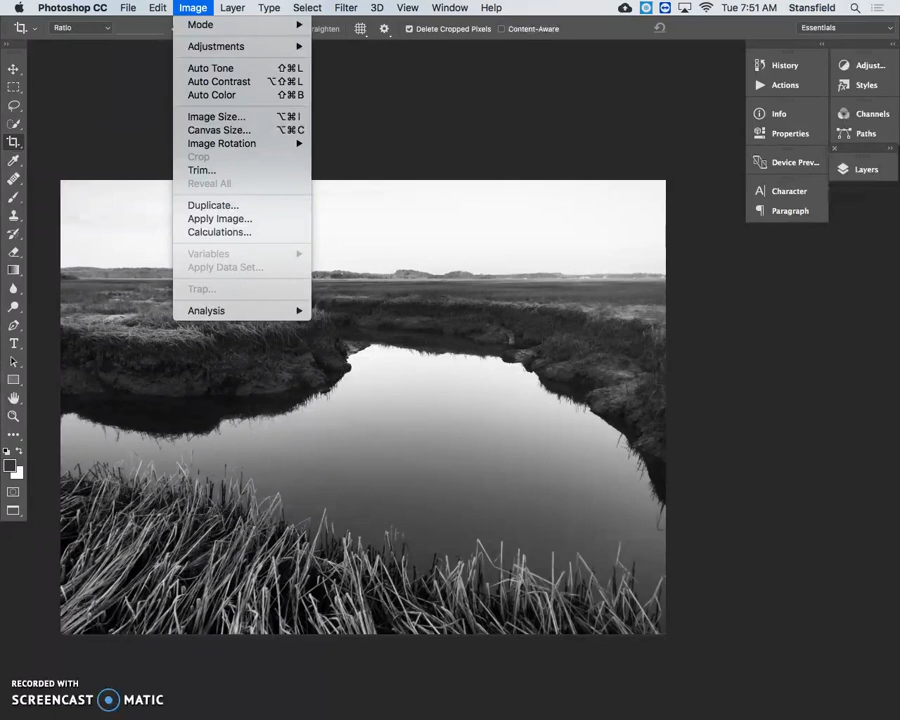 Photoshop CC File Edit Image Layer Type Select Filter 3D View Window Help Tue 7:51 AM Stansfield
Ratio raighten Delete Cropped Pixels Content-Aware Essentials
Mode
Adjustments
Auto Tone ⇧⌘L
Auto Contrast ⌥⇧⌘L
Auto Color ⇧⌘B
Image Size... ⌥⌘I
Canvas Size... ⌥⌘C
Image Rotation
Crop
Trim...
Reveal All
Duplicate...
Apply Image...
Calculations...
Variables
Apply Data Set...
Trap...
Analysis
History
Actions
Info
Properties
Device Prev...
Character
Paragraph
Adjust...
Styles
Channels
Paths
Layers
RECORDED WITH
SCREENCAST MATIC